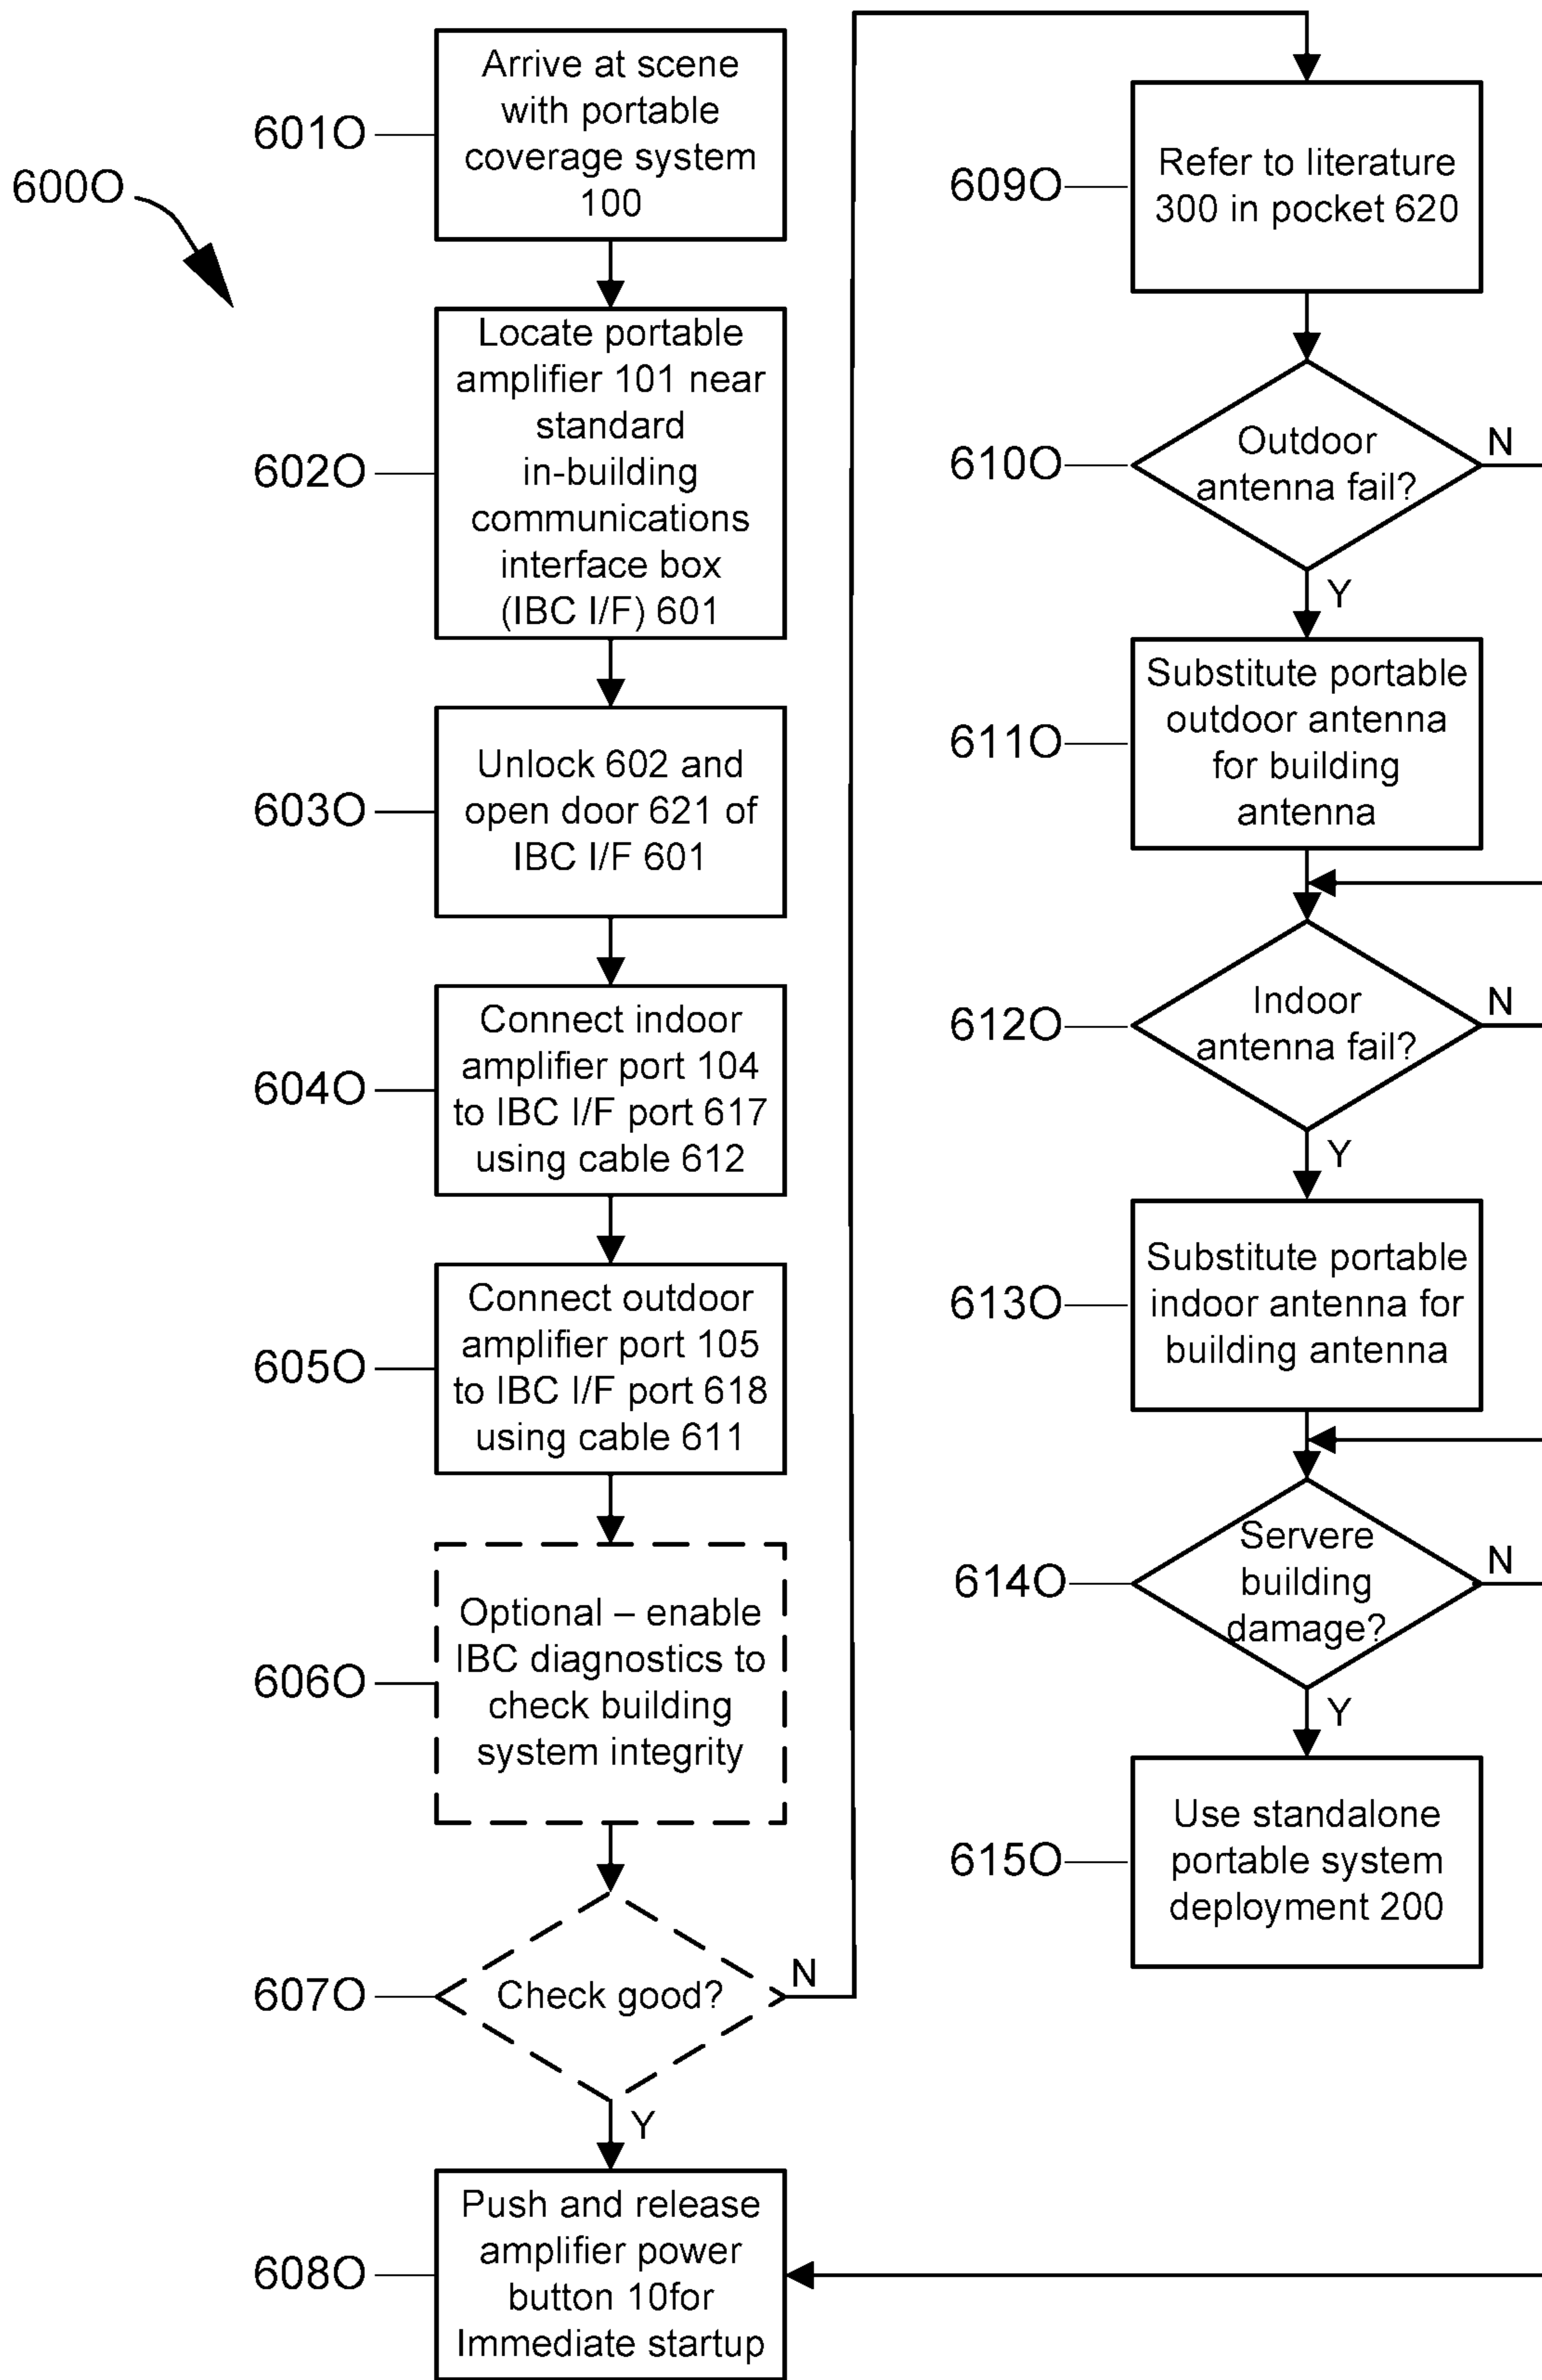 600O
601O
Arrive at scene
with portable
coverage system
100
602O
Locate portable
amplifier 101 near
standard
in-building
communications
interface box
(IBC I/F) 601
603O
Unlock 602 and
open door 621 of
IBC I/F 601
604O
Connect indoor
amplifier port 104
to IBC I/F port 617
using cable 612
605O
Connect outdoor
amplifier port 105
to IBC I/F port 618
using cable 611
606O
Optional – enable
IBC diagnostics to
check building
system integrity
607O
Check good?
N
Y
608O
Push and release
amplifier power
button 10for
Immediate startup
609O
Refer to literature
300 in pocket 620
610O
Outdoor
antenna fail?
N
Y
611O
Substitute portable
outdoor antenna
for building
antenna
612O
Indoor
antenna fail?
N
Y
613O
Substitute portable
indoor antenna for
building antenna
614O
Servere
building
damage?
N
Y
615O
Use standalone
portable system
deployment 200